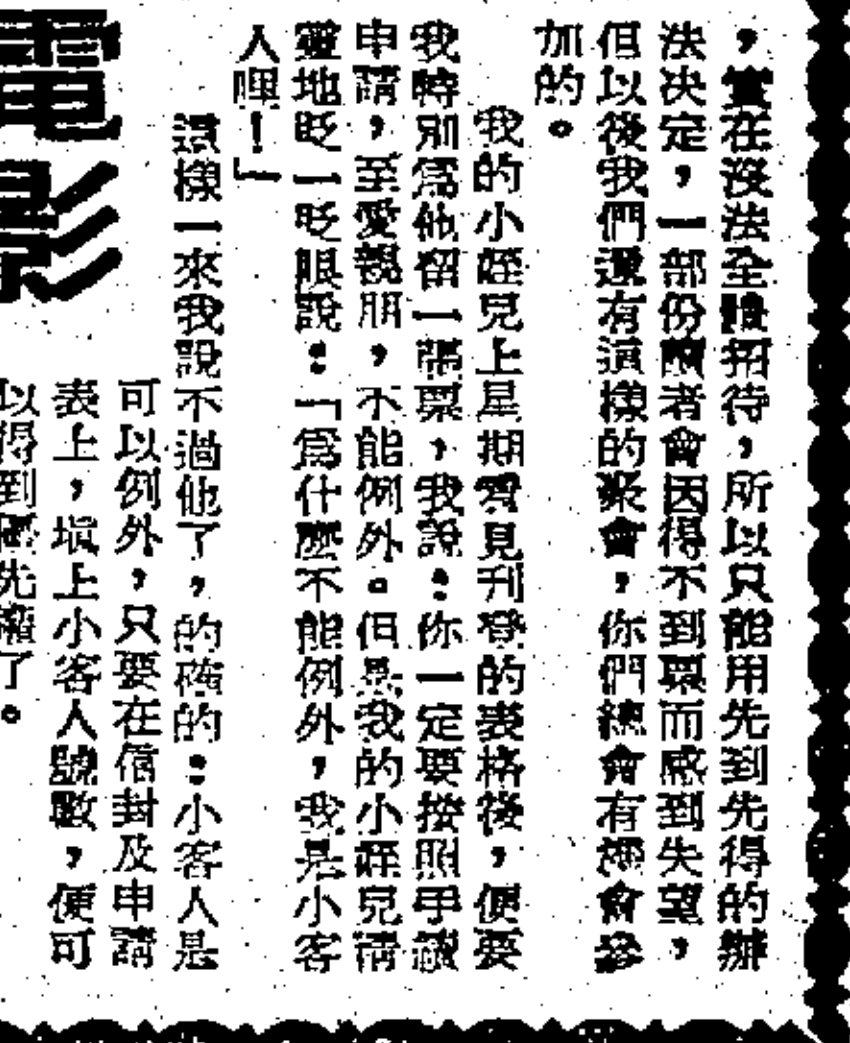 ，實在沒法全體招待，所以只能用先到先得的辦
法决定，一部份讀者會因得不到票而感到失望，
但以後我們還有這樣的聚會，你們總會有機會參
加的。
我的小姪兒上星期看見刊登的表格後，便要
我特別爲他留一張票，我說：你一定要按照手續
申請，至愛親朋，不能例外。但是我的小姪兒淸
靈地眨一眨眼說：「爲什麽不能例外，我是小客
人哩！」
這樣一來我說不過他了，的確的：小客人是
可以例外，只要在信封及申請
表上，塡上小客人號數，便可
以得到優先權了。
電影